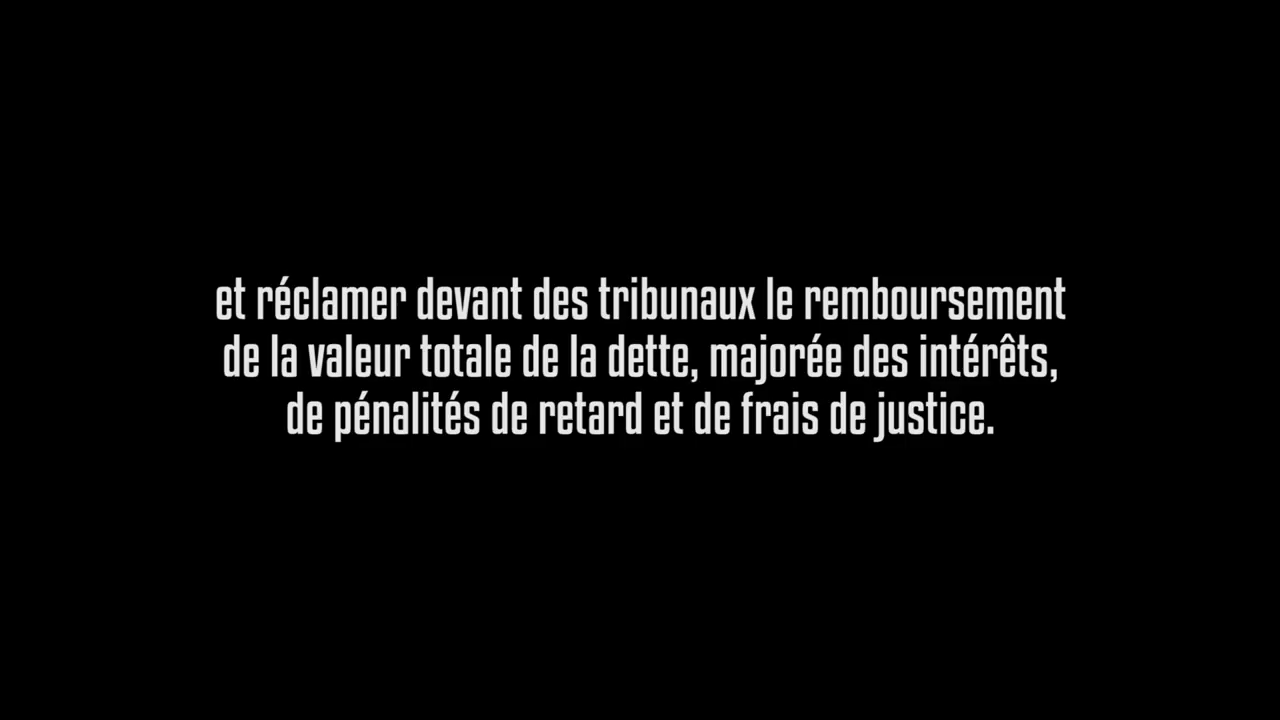 et réclamer devant des tribunaux le remboursement
de la valeur totale de la dette, majorée des intérêts,
de pénalités de retard et de frais de justice.